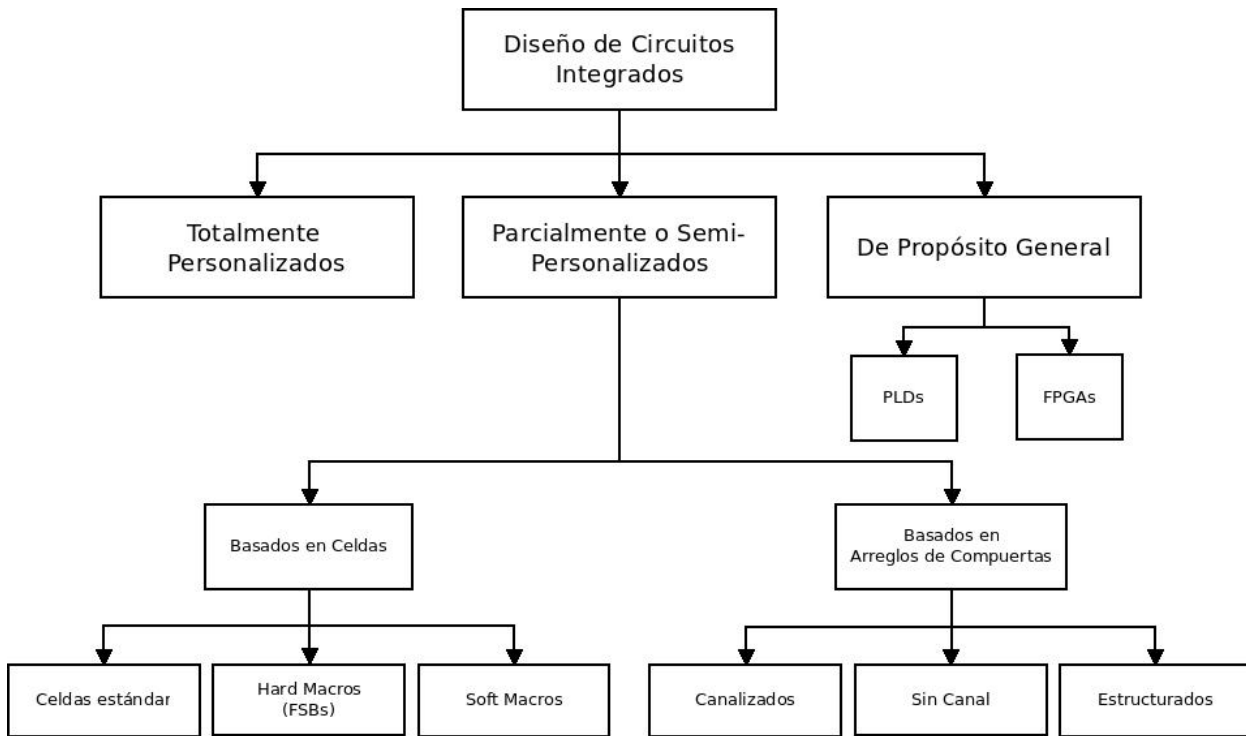 Diseño de Circuitos
Integrados
Totalmente
Personalizados
Parcialmente o Semi-
Personalizados
De Propósito General
PLDs
FPGAs
Basados en Celdas
Basados en
Arreglos de Compuertas
Celdas estándar
Hard Macros
(FSBs)
Soft Macros
Canalizados
Sin Canal
Estructurados